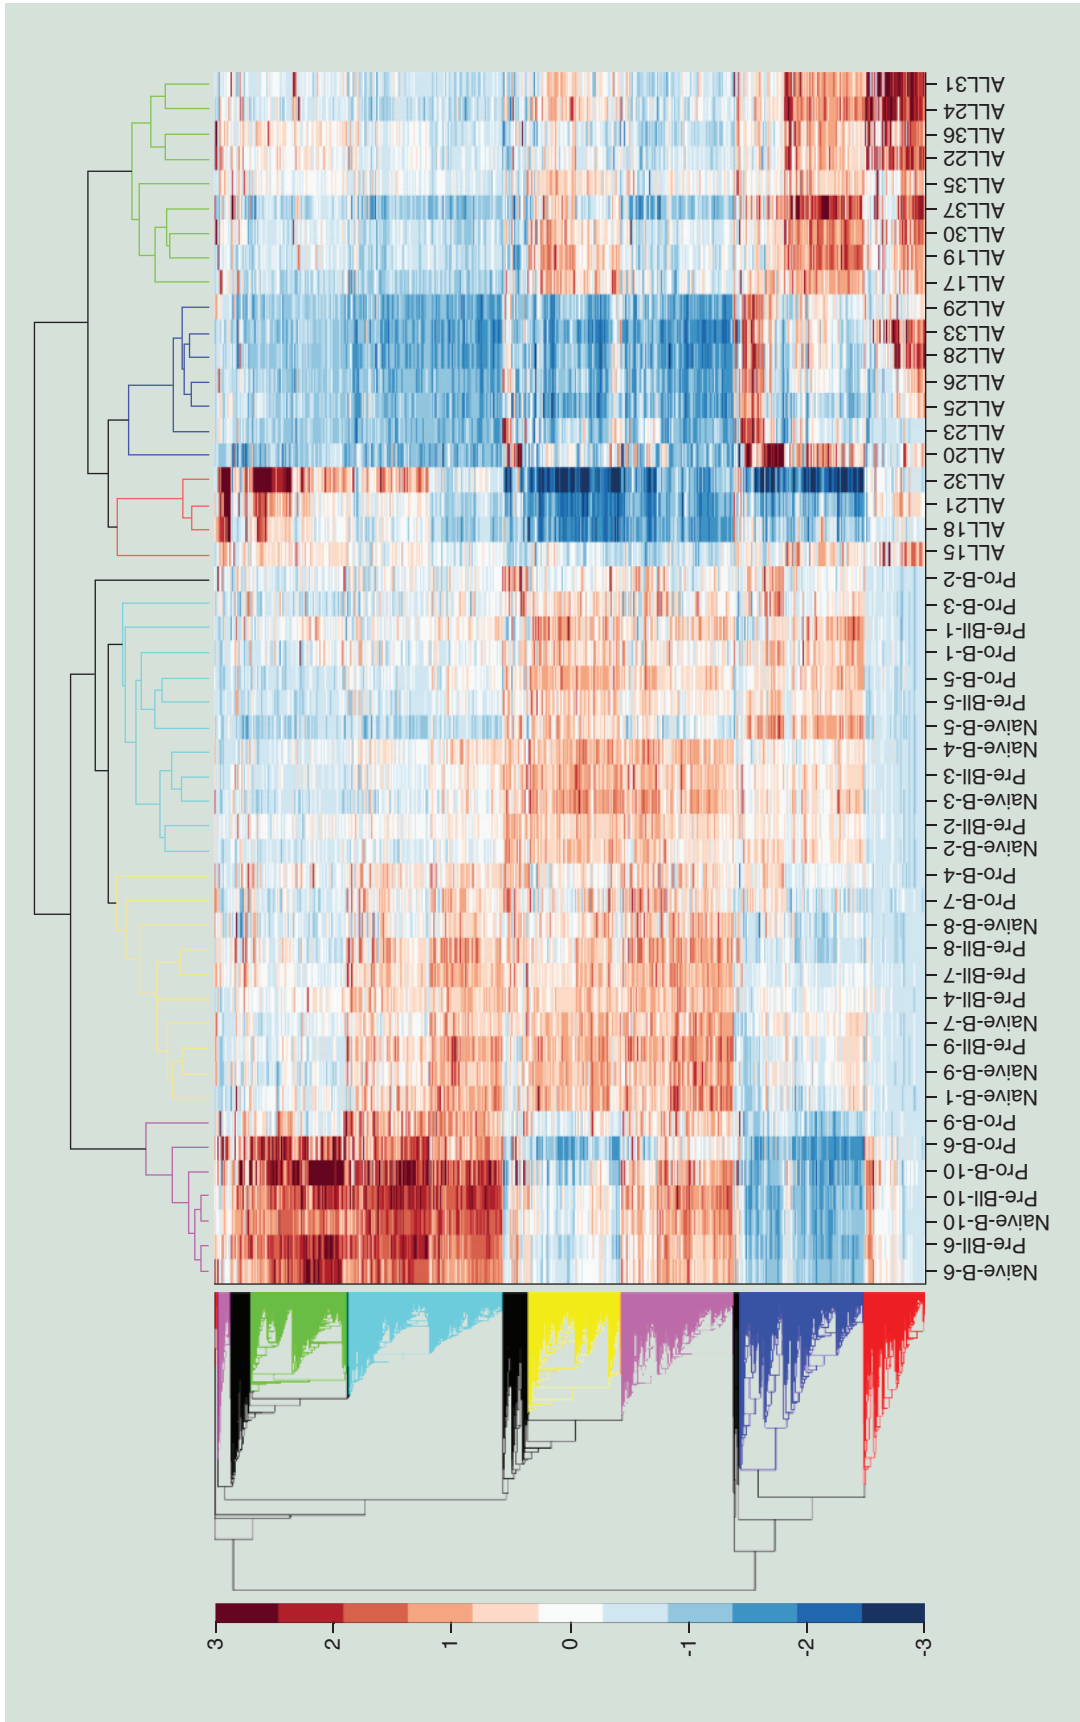 ALL31
ALL24
ALL36
ALL22
ALL35
ALL37
ALL30
ALL19
ALL17
ALL29
ALL33
ALL28
ALL26
ALL25
ALL23
ALL20
ALL32
ALL21
ALL18
ALL15
Pro-B-2
Pro-B-3
Pre-BII-1
Pro-B-1
Pro-B-5
Pre-BII-5
Naive-B-5
Naive-B-4
Pre-BII-3
Naive-B-3
Pre-BII-2
Naive-B-2
Pro-B-4
Pro-B-7
Naive-B-8
Pre-BII-8
Pre-BII-7
Pre-BII-4
Naive-B-7
Pre-BII-9
Naive-B-9
Naive-B-1
Pro-B-9
Pro-B-6
Pro-B-10
Pre-BII-10
Naive-B-10
Pre-BII-6
Naive-B-6
3
2
1
0
-1
-2
-3